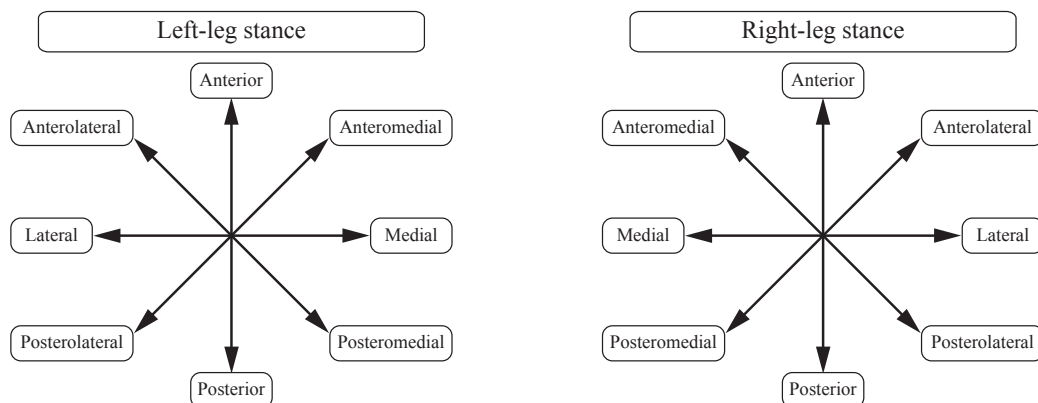 Left-leg stance
Anterior
Anterolateral
Anteromedial
Lateral
Medial
Posterolateral
Posteromedial
Posterior
Right-leg stance
Anterior
Anteromedial
Anterolateral
Medial
Lateral
Posteromedial
Posterolateral
Posterior